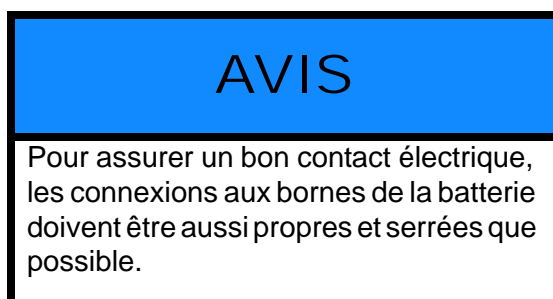 AVIS
Pour assurer un bon contact électrique,
les connexions aux bornes de la batterie
doivent être aussi propres et serrées que
possible.